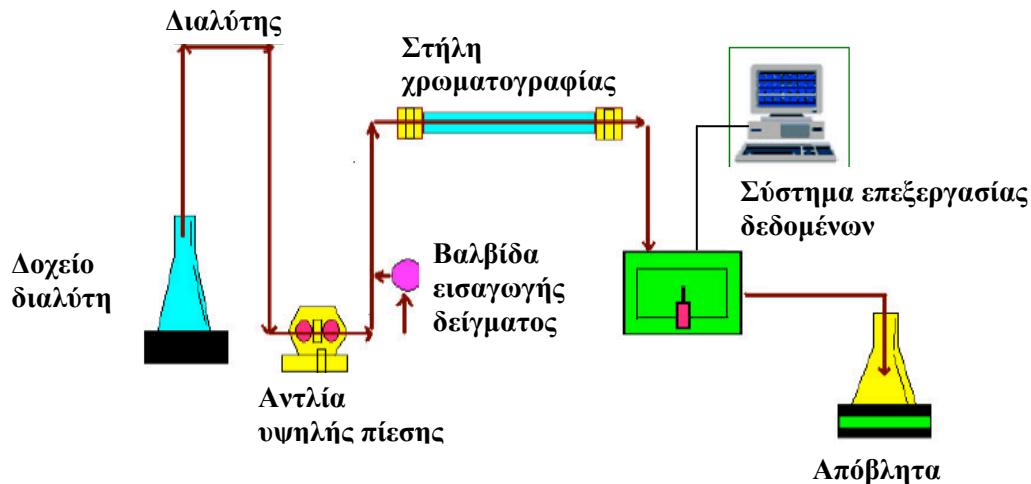 Διαλύτης
Στήλη
χρωματογραφίας
Σύστημα επεξεργασίας
δεδομένων
Δοχείο
διαλύτη
Βαλβίδα
εισαγωγής
δείγματος
Αντλία
υψηλής πίεσης
Απόβλητα